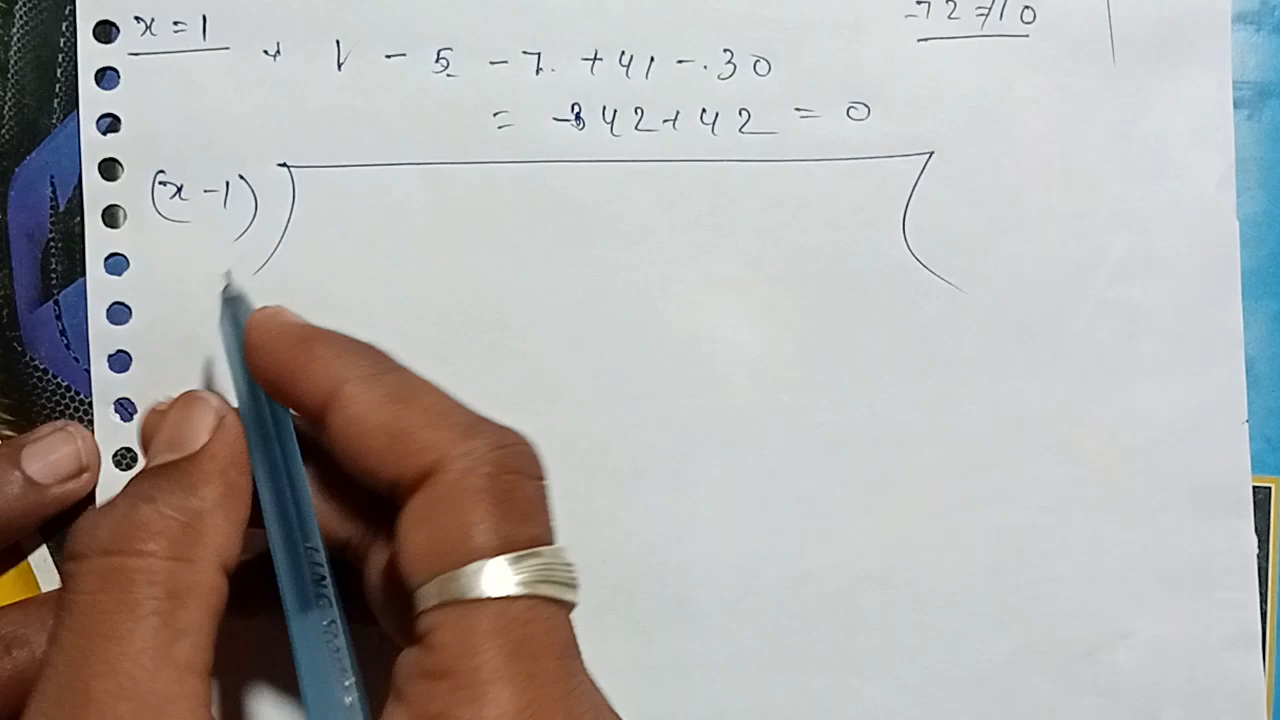 x = 1
-72 ≠ 0
+ 1 - 5 - 7 + 41 - 30
= -42 + 42 = 0
(x - 1)